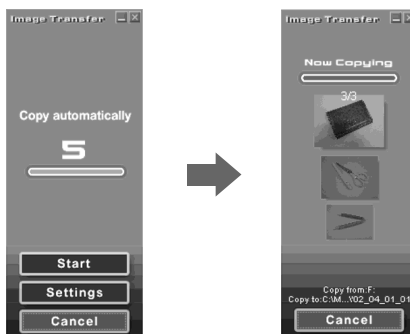 Image Transfer
Copy automatically
5
Start
Settings
Cancel
Image Transfer
Now Copying
3/3
Copy from:F:
Copy to:C:\M...\02_04_01_01
Cancel